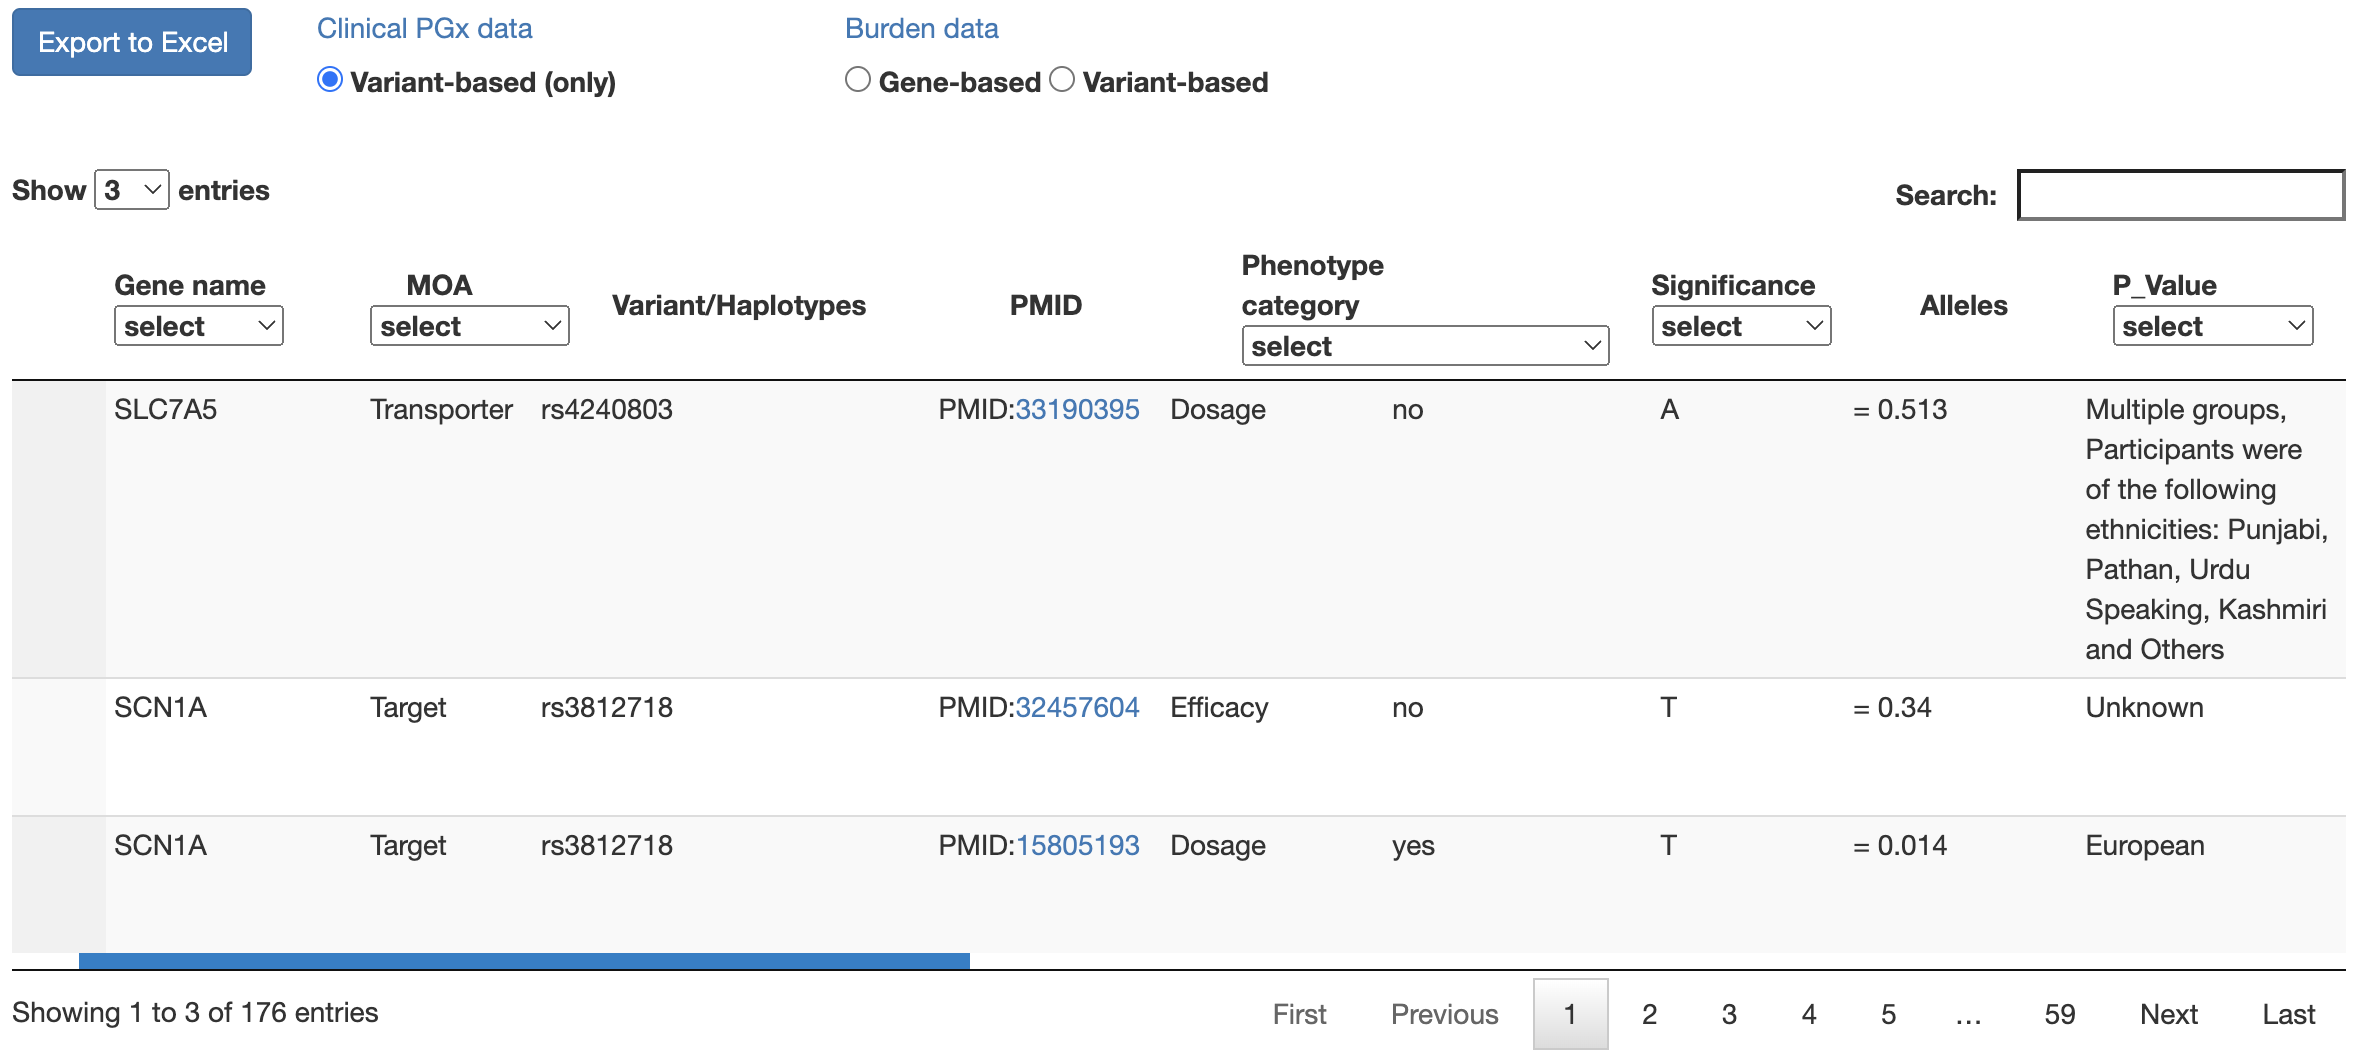 Export to Excel
Clinical PGx data
Burden data
Variant-based (only)
Gene-based Variant-based
Show 3 entries
Search:
Gene name
select
MOA
select
Variant/Haplotypes
PMID
Phenotype
category
select
Significance
select
Alleles
P_Value
select
SLC7A5 Transporter rs4240803 PMID:33190395 Dosage no A = 0.513 Multiple groups,
Participants were
of the following
ethnicities: Punjabi,
Pathan, Urdu
Speaking, Kashmiri
and Others
SCN1A Target rs3812718 PMID:32457604 Efficacy no T = 0.34 Unknown
SCN1A Target rs3812718 PMID:15805193 Dosage yes T = 0.014 European
Showing 1 to 3 of 176 entries
First Previous 1 2 3 4 5 … 59 Next Last